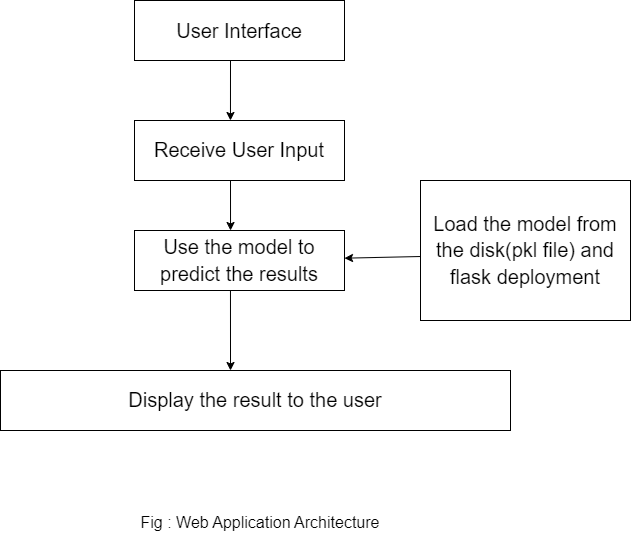 User Interface
Receive User Input
Use the model to
predict the results
Load the model from
the disk(pkl file) and
flask deployment
Display the result to the user
Fig : Web Application Architecture